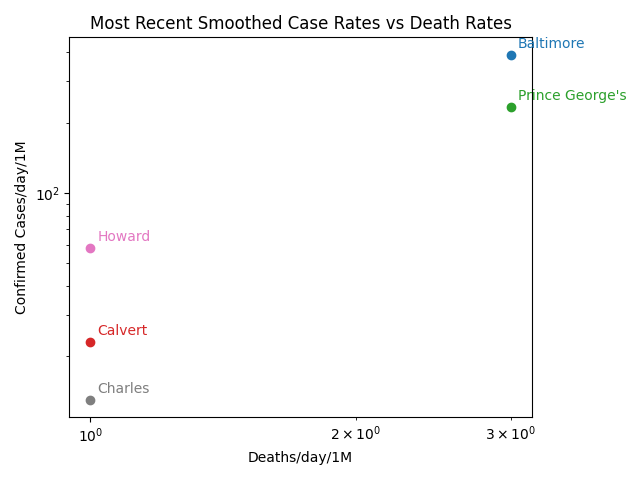 Most Recent Smoothed Case Rates vs Death Rates
Baltimore
Prince George's
Howard
Calvert
Charles
Confirmed Cases/day/1M
10²
10⁰
2 × 10⁰
3 × 10⁰
Deaths/day/1M